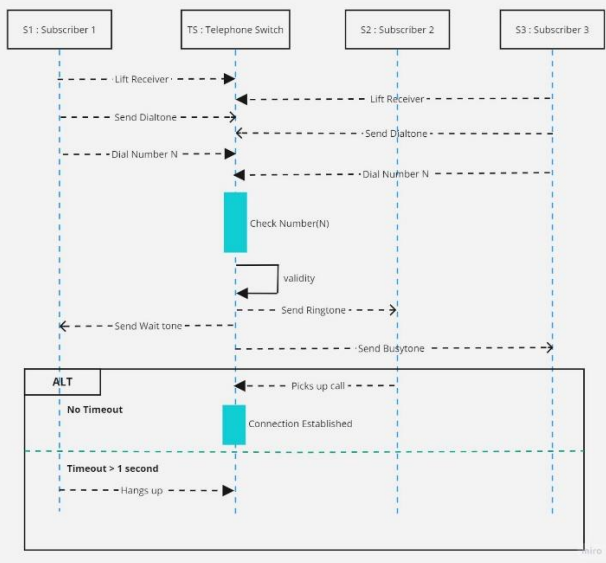 S1 : Subscriber 1
TS : Telephone Switch
S2 : Subscriber 2
S3 : Subscriber 3
Lift Receiver
Lift Receiver
Send Dialtone
Send Dialtone
Dial Number N
Dial Number N
Check Number(N)
validity
Send Ringtone
Send Wait tone
Send Busytone
ALT
Picks up call
No Timeout
Connection Established
Timeout > 1 second
Hangs up
miro